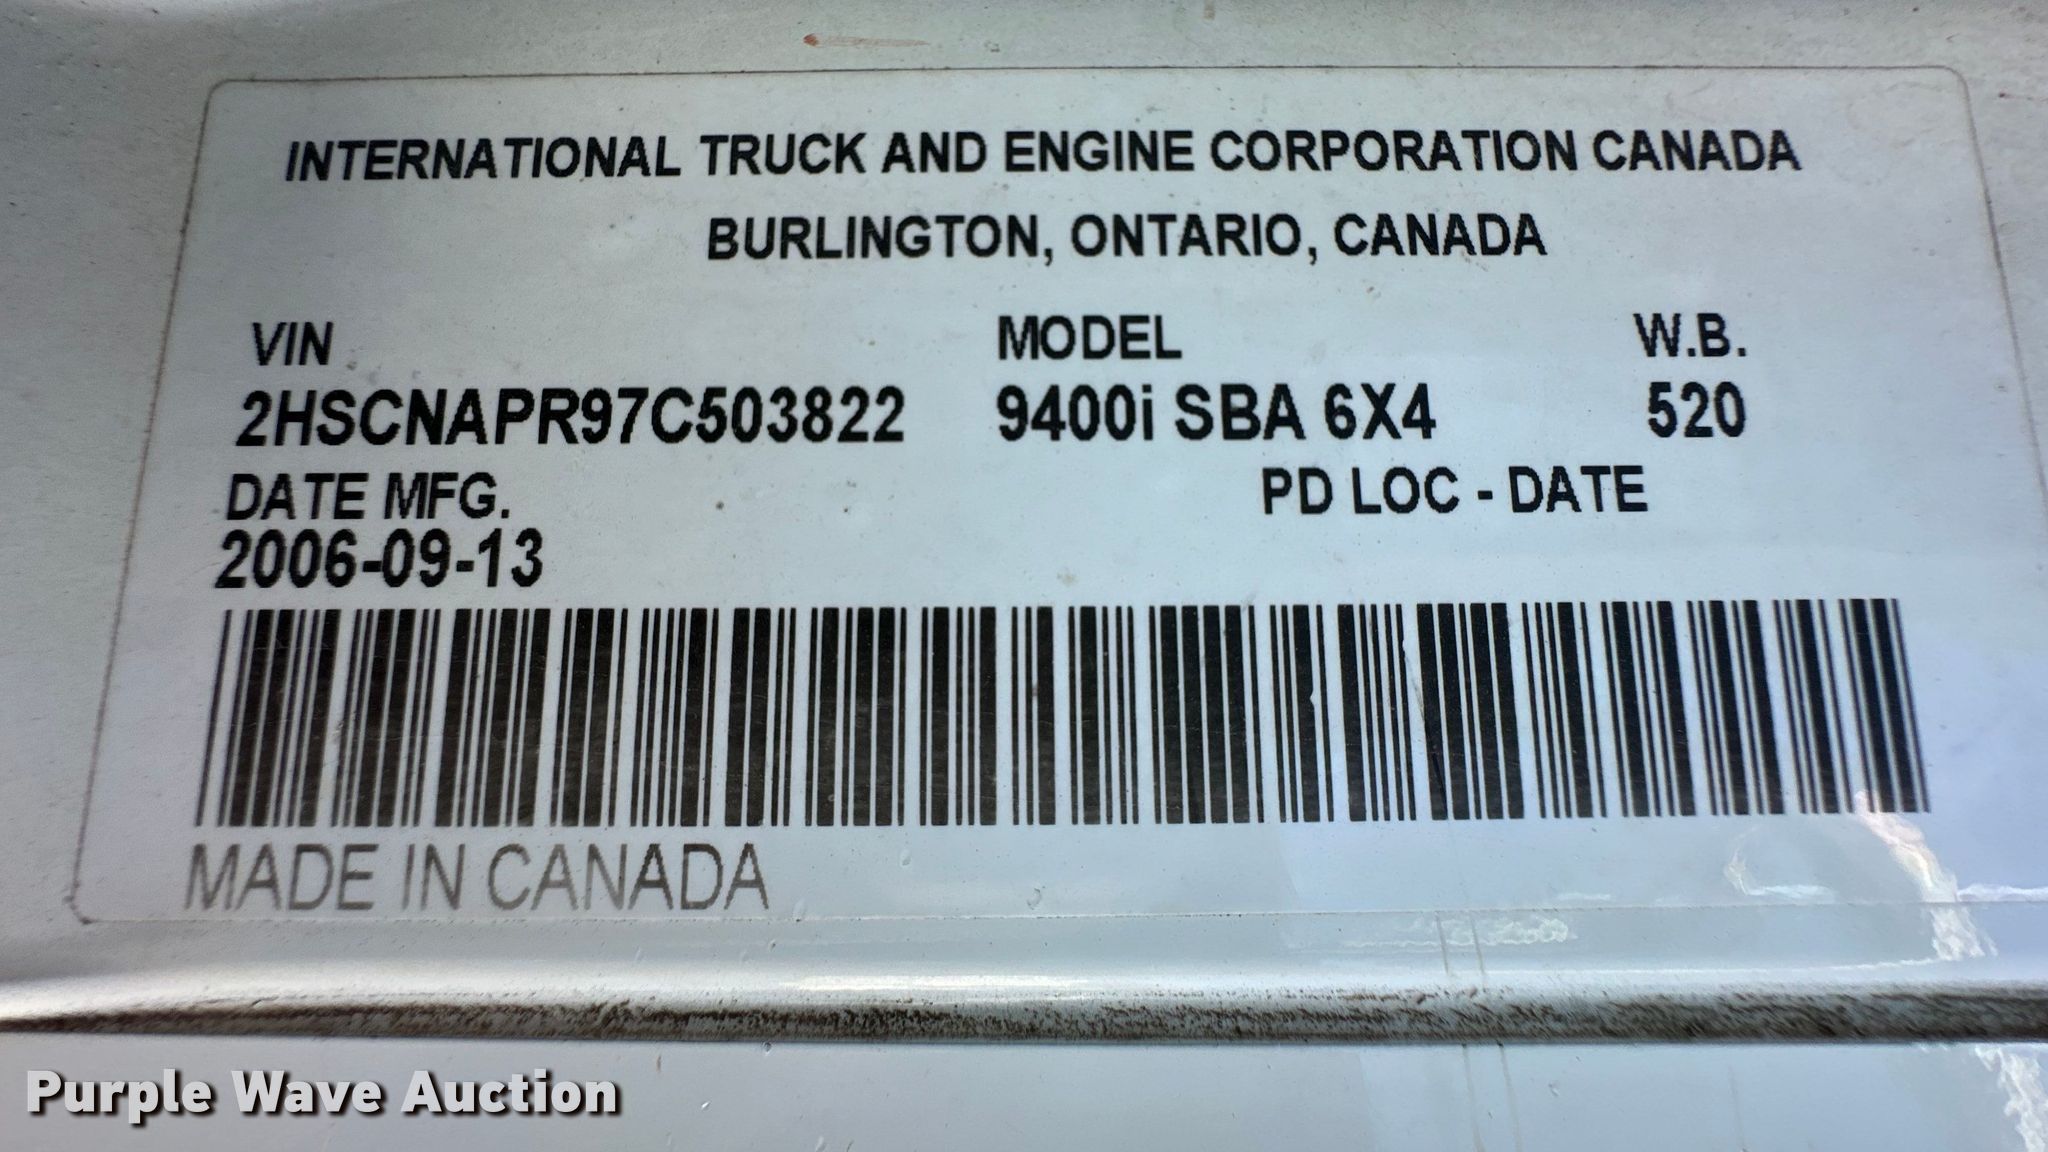 INTERNATIONAL TRUCK AND ENGINE CORPORATION CANADA
BURLINGTON, ONTARIO, CANADA
VIN MODEL W.B.
2HSCNAPR97C503822 9400i SBA 6X4 520
DATE MFG. PD LOC - DATE
2006-09-13
MADE IN CANADA
Purple Wave Auction